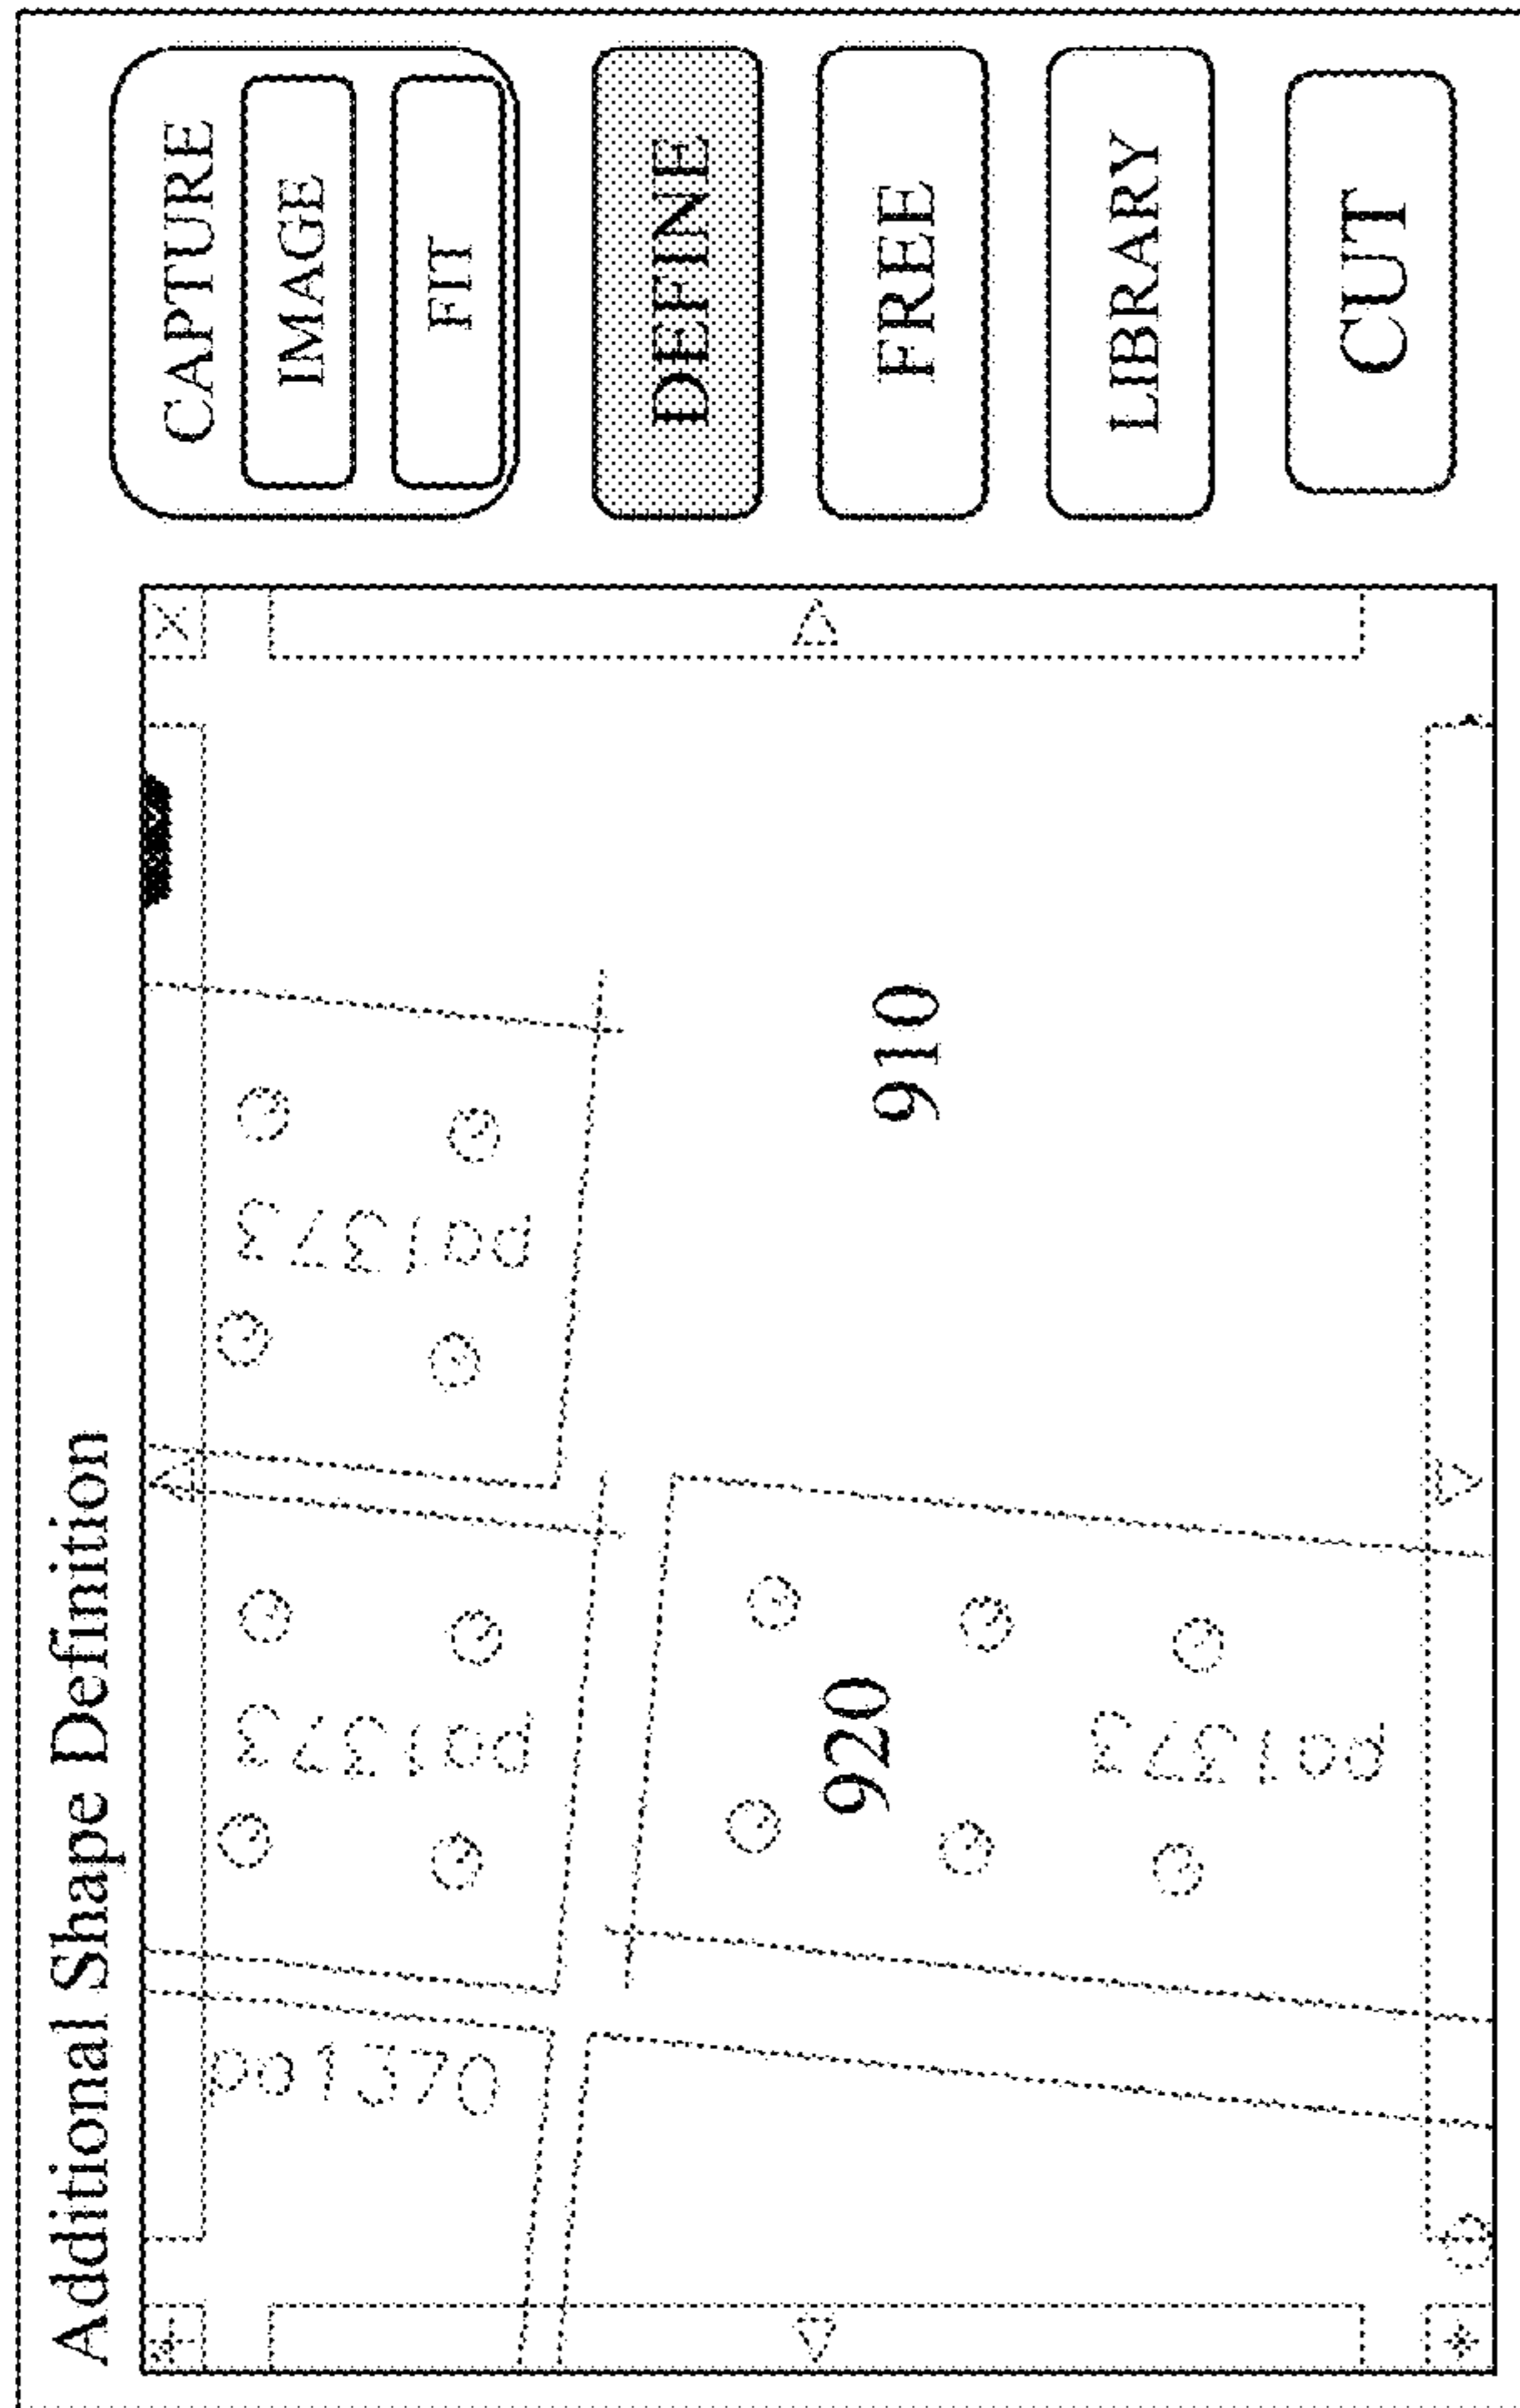 Additional Shape Definition
pa1370
pa1373
pa1373
920
pa1373
910
CAPTURE
IMAGE
FIT
DEFINE
FREE
LIBRARY
CUT